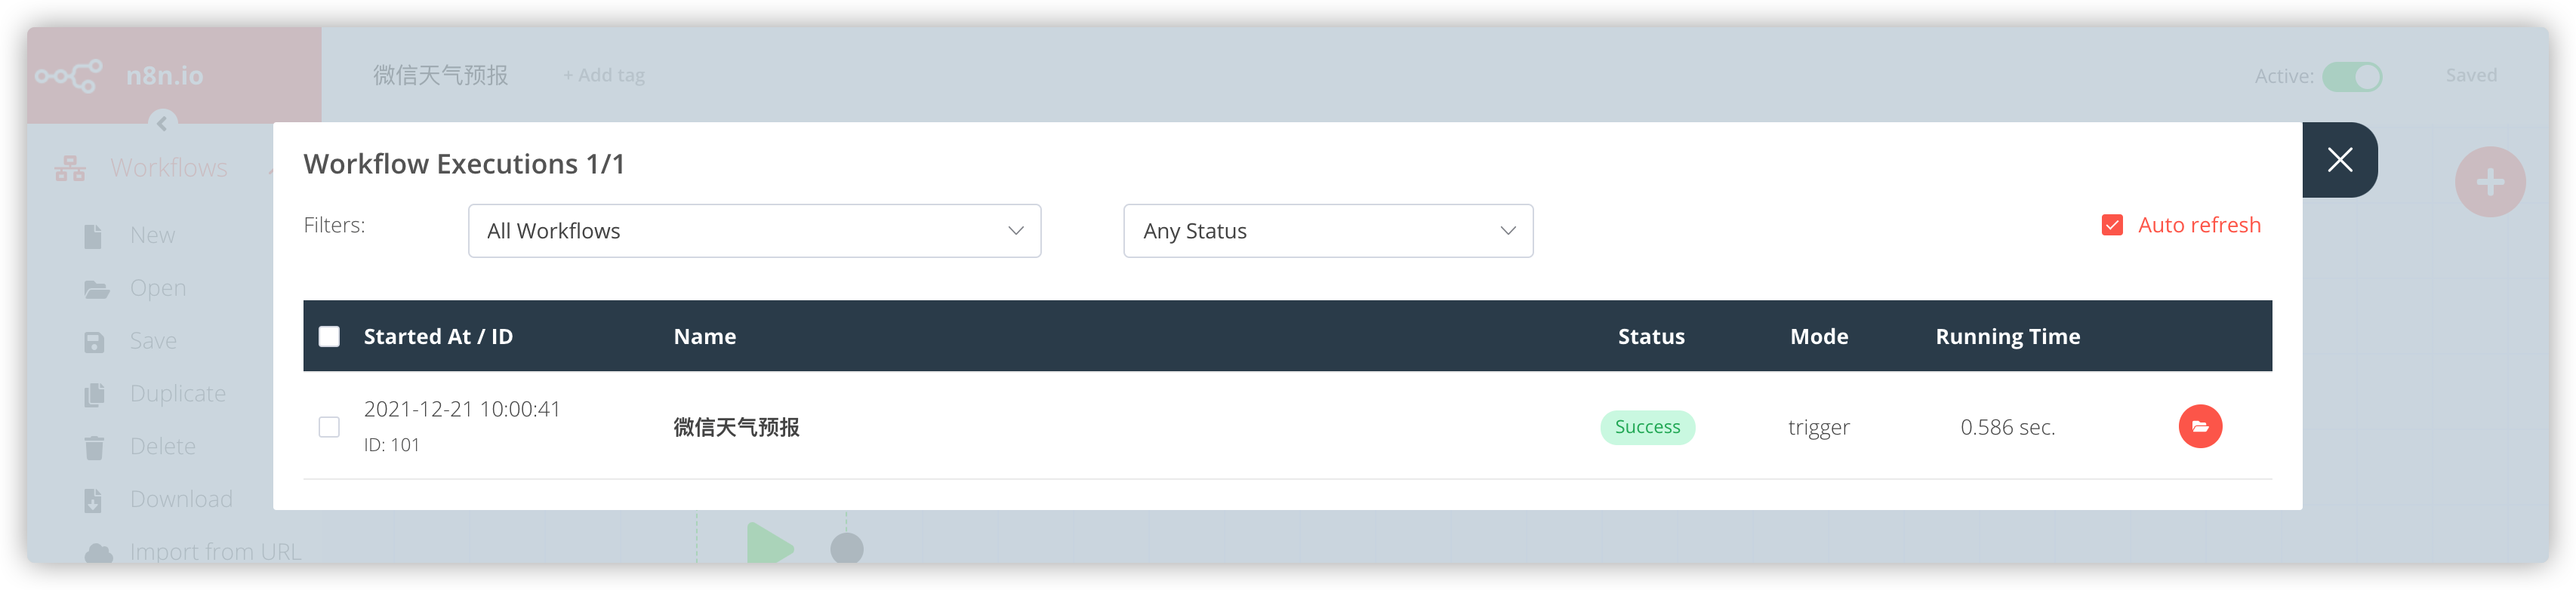 n8n.io
微信天气预报
+ Add tag
Active:
Saved
Workflows
New
Open
Save
Duplicate
Delete
Download
Import from URL
Workflow Executions 1/1
Filters:
All Workflows
Any Status
Auto refresh
Started At / ID
Name
Status
Mode
Running Time
2021-12-21 10:00:41
ID: 101
微信天气预报
Success
trigger
0.586 sec.